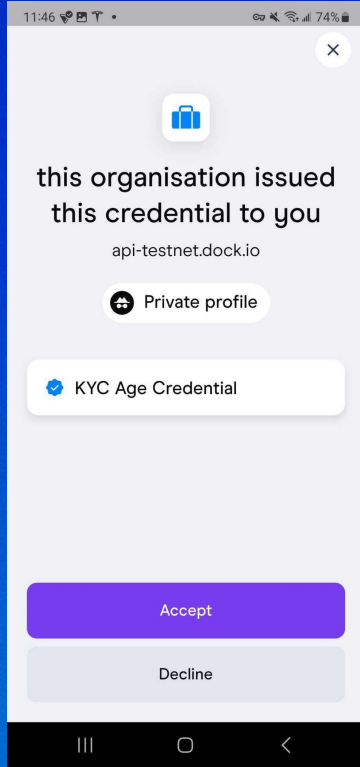 11:46 74%
this organisation issued
this credential to you
api-testnet.dock.io
Private profile
KYC Age Credential
Accept
Decline